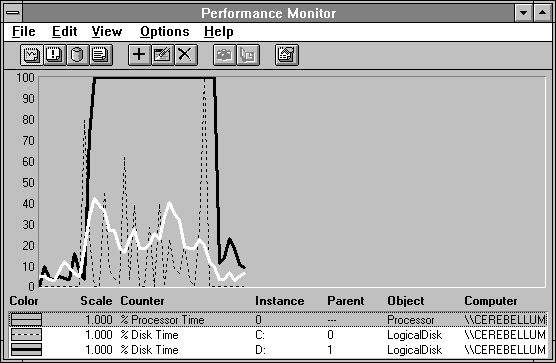 Performance Monitor
File Edit View Options Help
100
90
80
70
60
50
40
30
20
10
0
Color Scale Counter Instance Parent Object Computer
1.000 % Processor Time 0 --- Processor \\CEREBELLUM
1.000 % Disk Time C: 0 LogicalDisk \\CEREBELLUM
1.000 % Disk Time D: 1 LogicalDisk \\CEREBELLUM